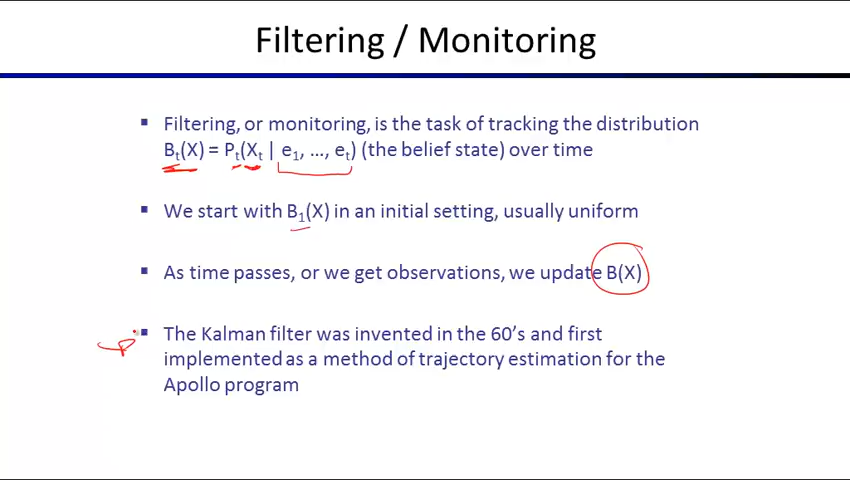 Filtering / Monitoring
▪ Filtering, or monitoring, is the task of tracking the distribution
Bₜ(X) = Pₜ(Xₜ | e₁, …, eₜ) (the belief state) over time
▪ We start with B₁(X) in an initial setting, usually uniform
▪ As time passes, or we get observations, we update B(X)
▪ The Kalman filter was invented in the 60's and first
implemented as a method of trajectory estimation for the
Apollo program